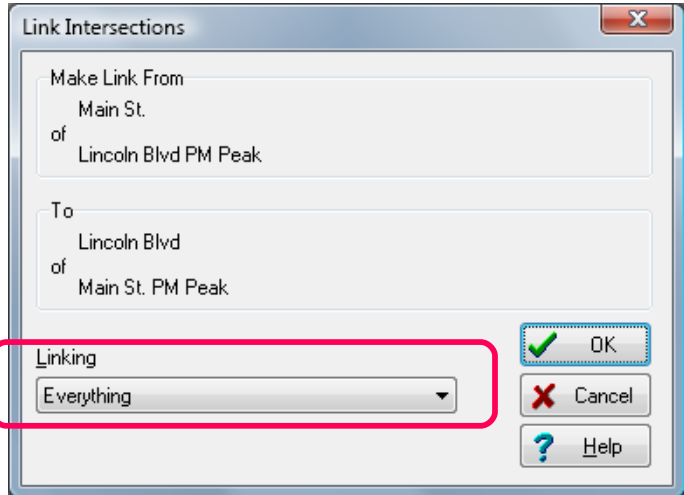 Link Intersections
Make Link From
Main St.
of
Lincoln Blvd PM Peak
To
Lincoln Blvd
of
Main St. PM Peak
Linking
Everything
OK
Cancel
Help